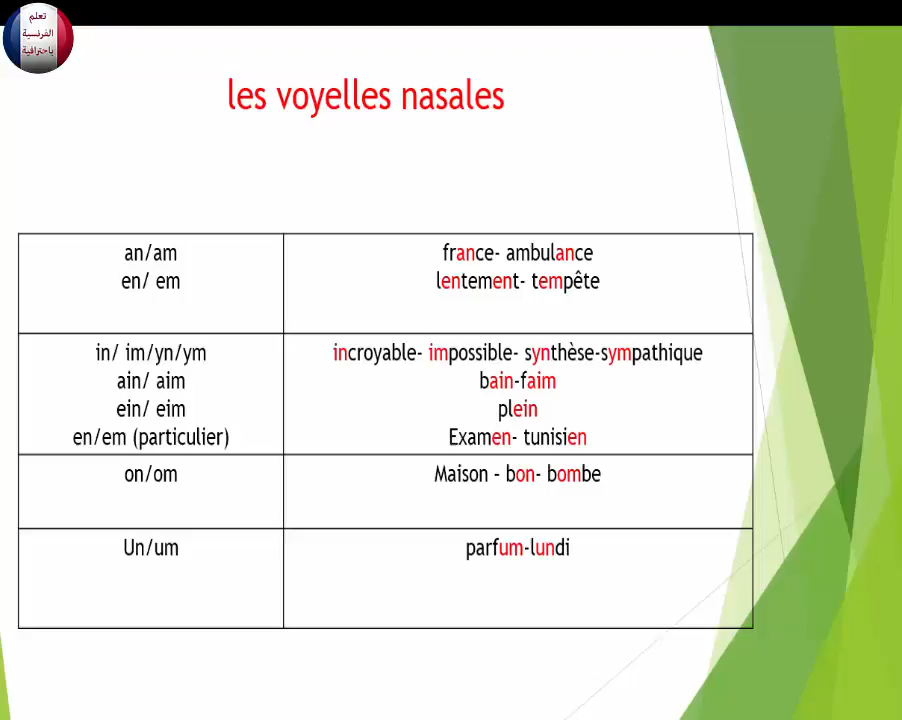 تعلم
الفرنسية
باحترافية
les voyelles nasales
an/am
en/ em
france- ambulance
lentement- tempête
in/ im/yn/ym
ain/ aim
ein/ eim
en/em (particulier)
incroyable- impossible- synthèse-sympathique
bain-faim
plein
Examen- tunisien
on/om
Maison – bon- bombe
Un/um
parfum-lundi